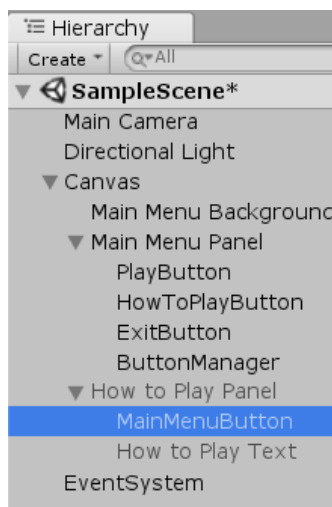 Hierarchy
Create All
SampleScene*
Main Camera
Directional Light
Canvas
Main Menu Background
Main Menu Panel
PlayButton
HowToPlayButton
ExitButton
ButtonManager
How to Play Panel
MainMenuButton
How to Play Text
EventSystem